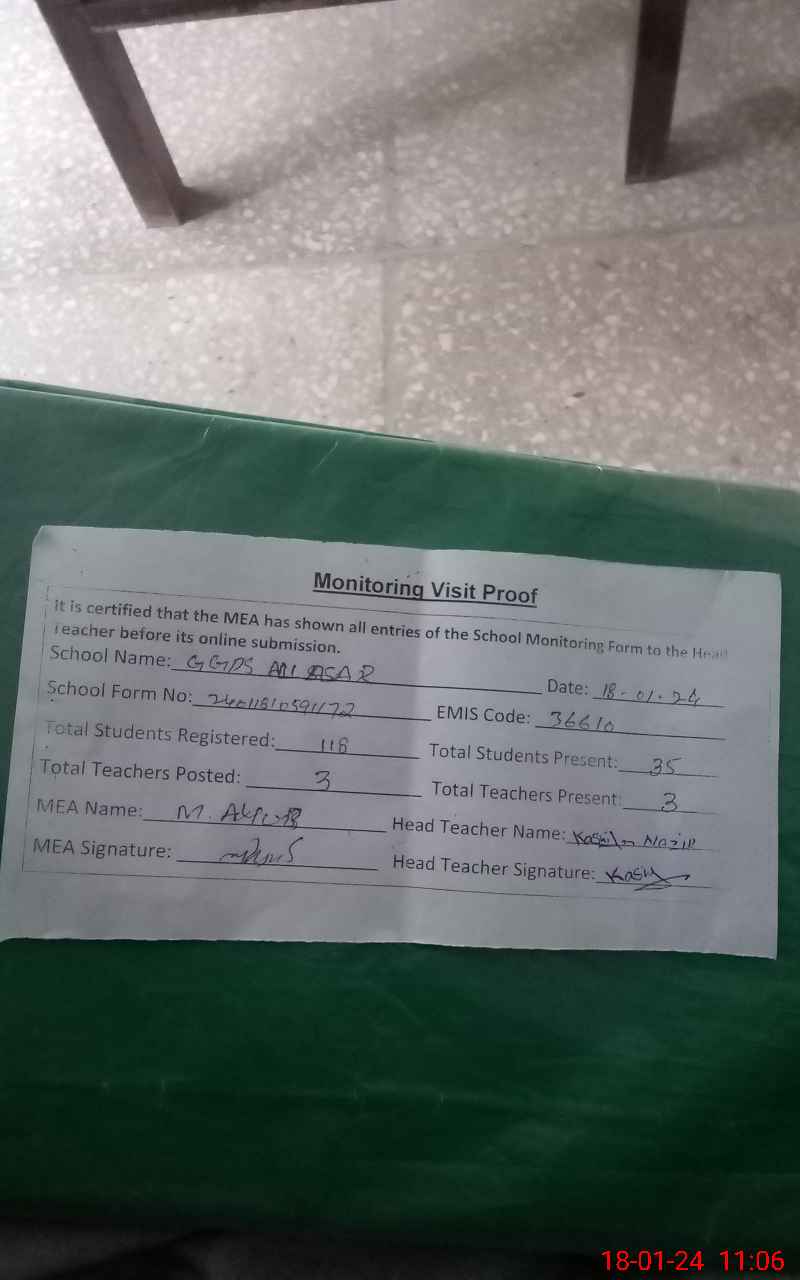 Monitoring Visit Proof
It is certified that the MEA has shown all entries of the School Monitoring Form to the Head
Teacher before its online submission.
School Name: GGPS Date: 18-01-24
School Form No: EMIS Code: 36610
Total Students Registered: 118 Total Students Present: 35
Total Teachers Posted: 3 Total Teachers Present: 3
MEA Name: M. Head Teacher Name: Nazir
MEA Signature: Head Teacher Signature:
18-01-24 11:06